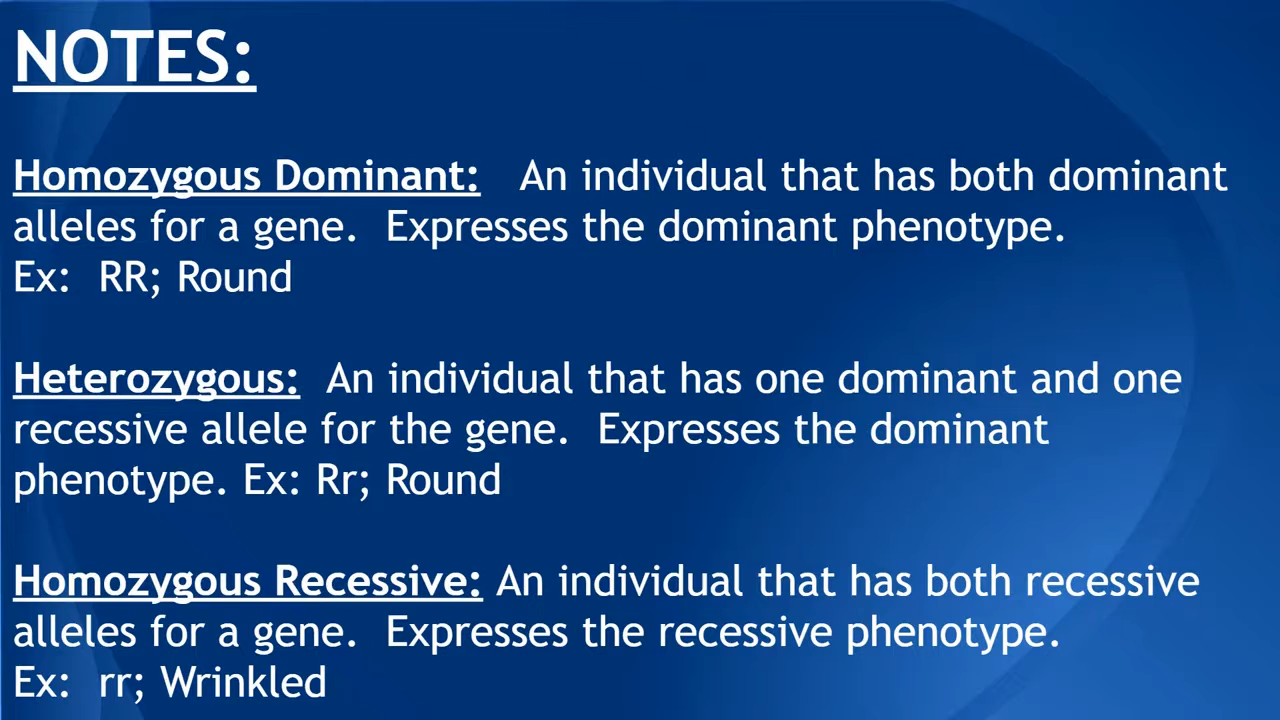 NOTES:
Homozygous Dominant: An individual that has both dominant
alleles for a gene. Expresses the dominant phenotype.
Ex: RR; Round
Heterozygous: An individual that has one dominant and one
recessive allele for the gene. Expresses the dominant
phenotype. Ex: Rr; Round
Homozygous Recessive: An individual that has both recessive
alleles for a gene. Expresses the recessive phenotype.
Ex: rr; Wrinkled